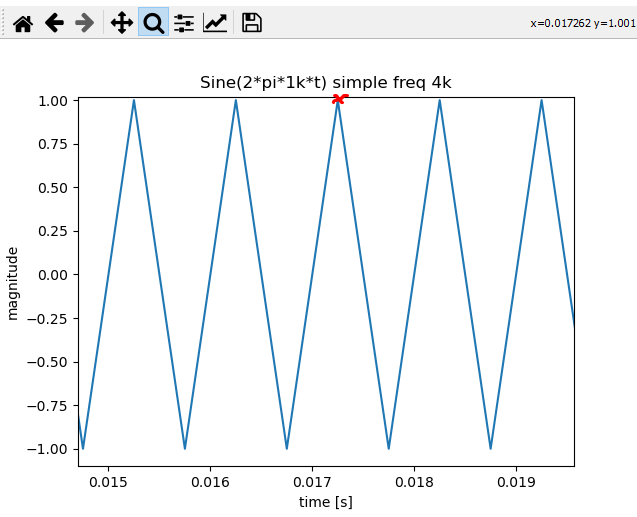 x=0.017262 y=1.001
Sine(2*pi*1k*t) simple freq 4k
1.00
0.75
0.50
0.25
0.00
−0.25
−0.50
−0.75
−1.00
magnitude
0.015 0.016 0.017 0.018 0.019
time [s]